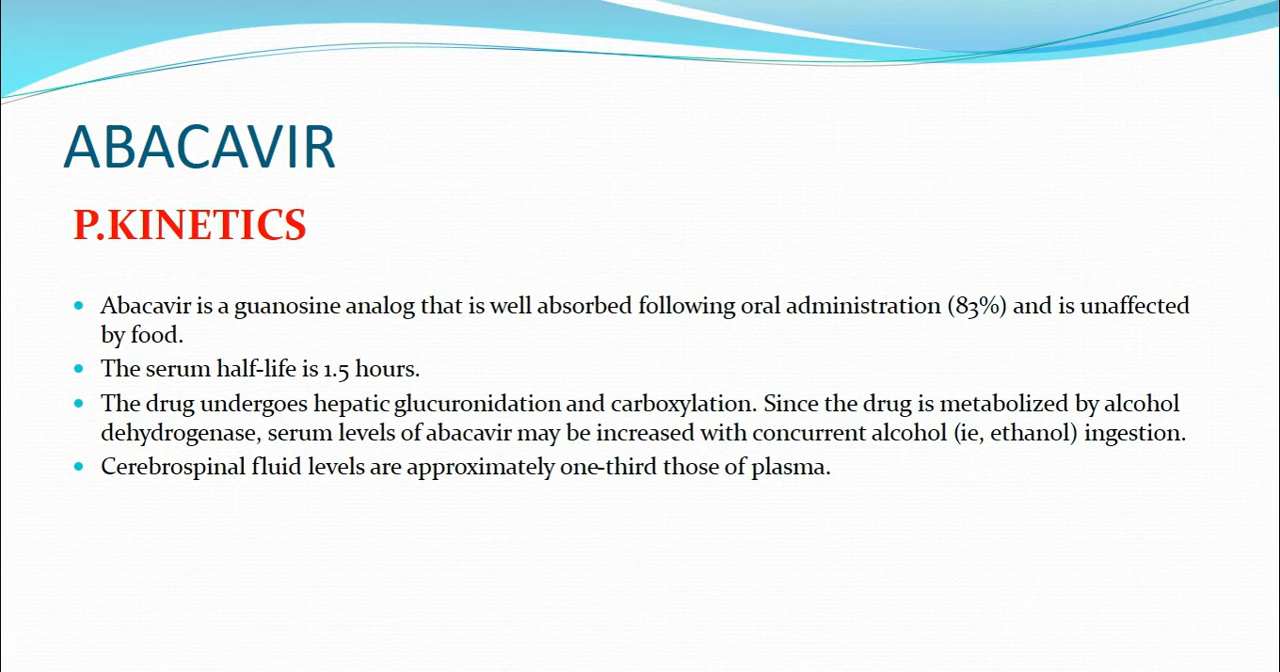 ABACAVIR
P.KINETICS
• Abacavir is a guanosine analog that is well absorbed following oral administration (83%) and is unaffected
by food.
• The serum half-life is 1.5 hours.
• The drug undergoes hepatic glucuronidation and carboxylation. Since the drug is metabolized by alcohol
dehydrogenase, serum levels of abacavir may be increased with concurrent alcohol (ie, ethanol) ingestion.
• Cerebrospinal fluid levels are approximately one-third those of plasma.